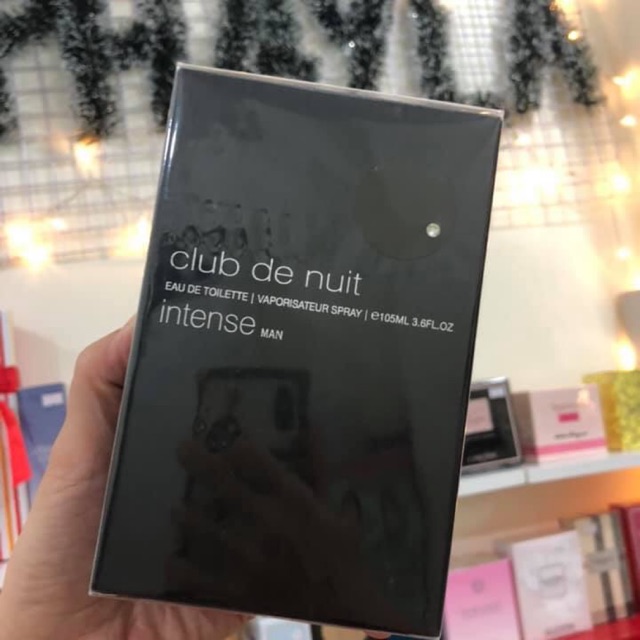 club de nuit
EAU DE TOILETTE | VAPORISATEUR SPRAY | e105ML 3.6FL.OZ
intense MAN